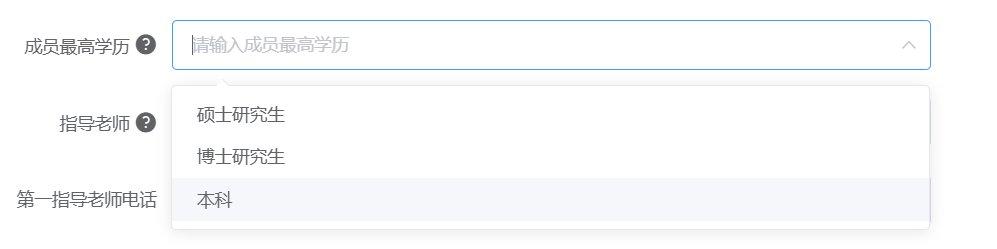 成员最高学历 ?
请输入成员最高学历
硕士研究生
指导老师 ?
博士研究生
第一指导老师电话
本科